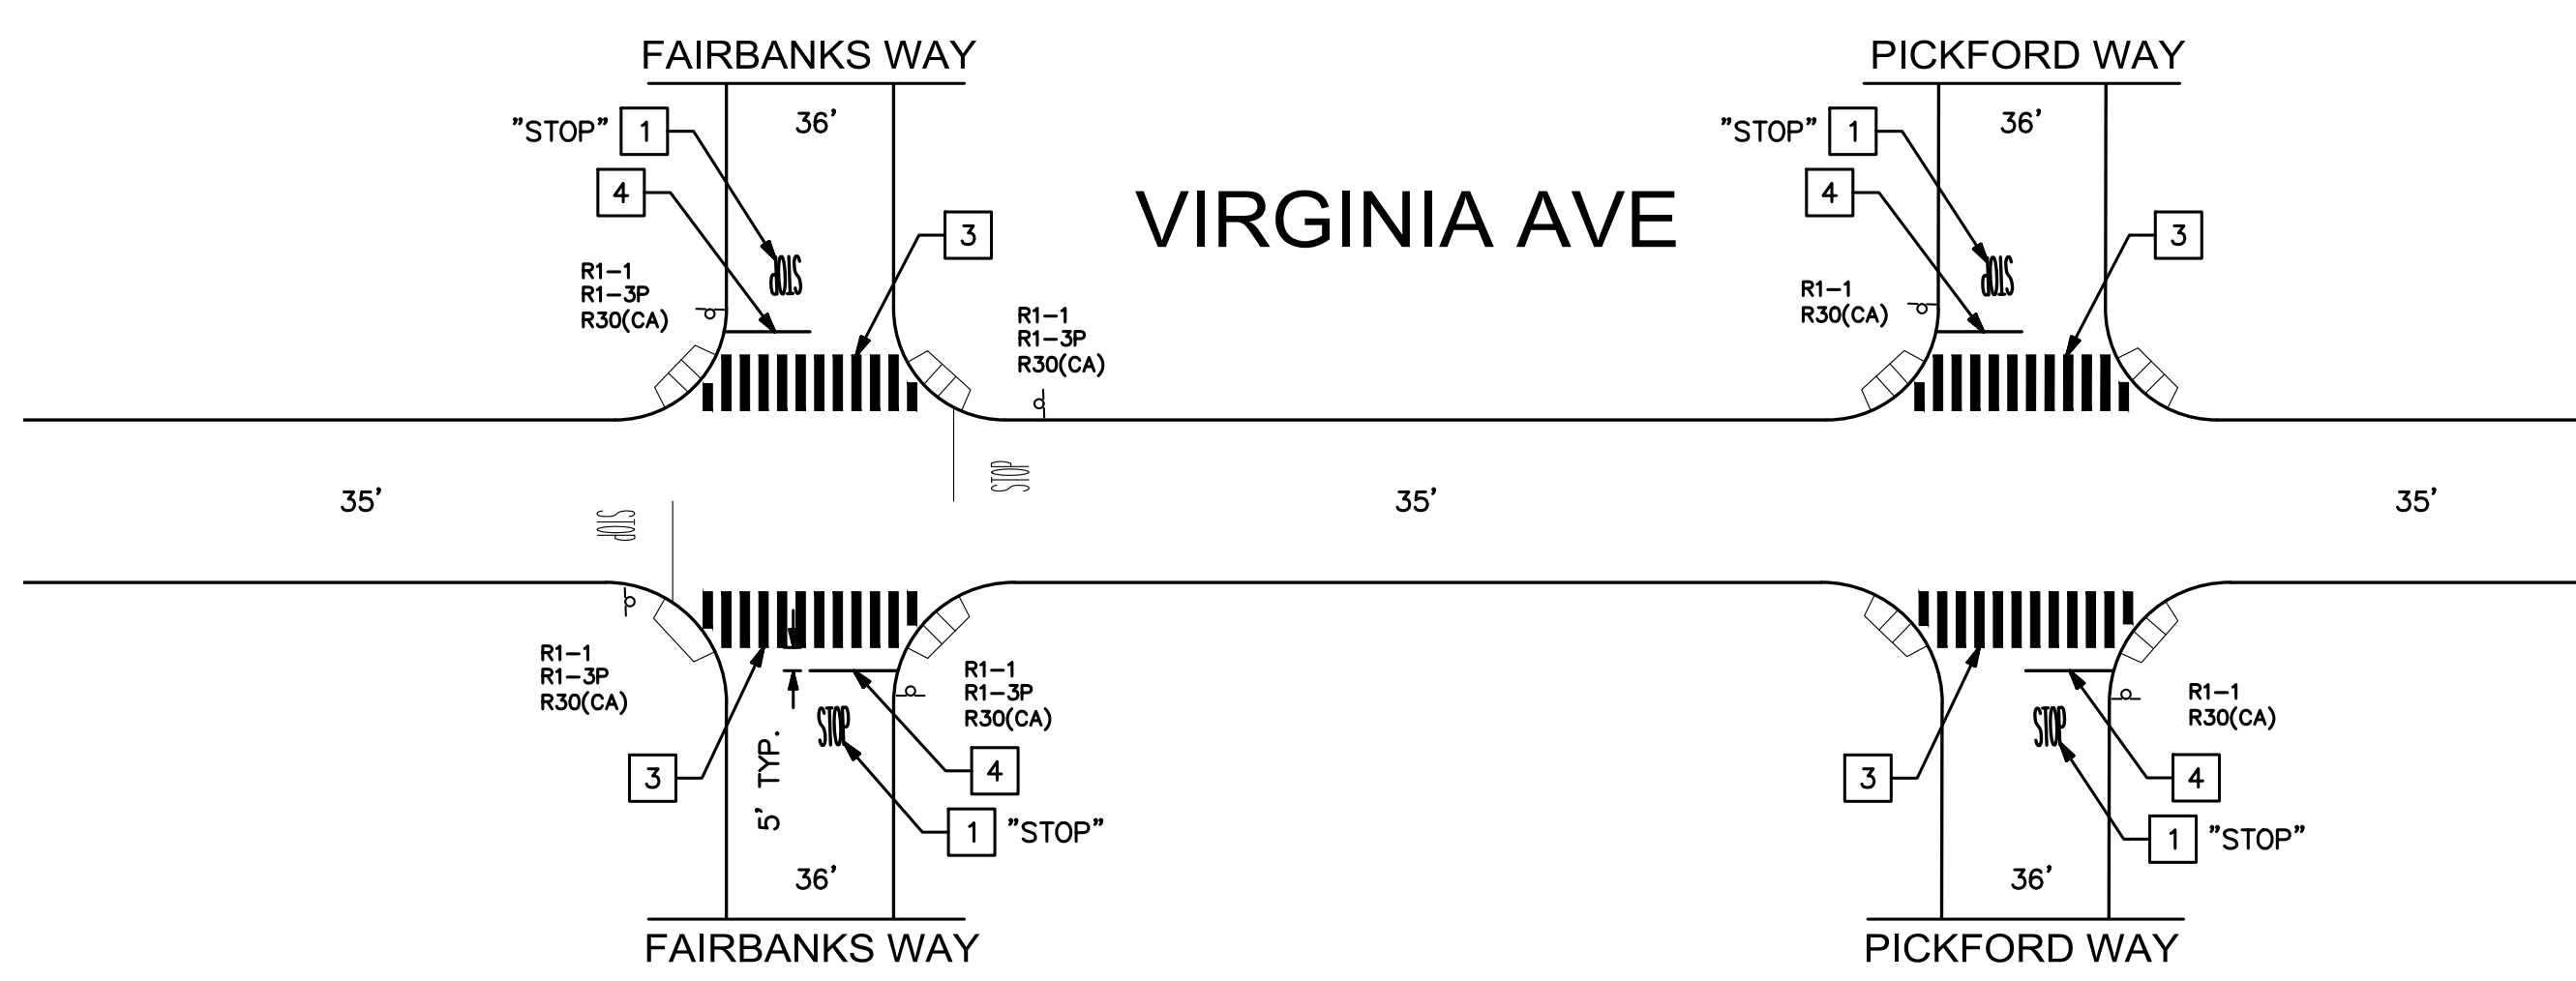 FAIRBANKS WAY
PICKFORD WAY
"STOP" 1
36'
"STOP" 1
36'
4
4
VIRGINIA AVE
3
3
STOP
STOP
R1-1
R1-3P
R30(CA)
R1-1
R30(CA)
R1-1
R1-3P
R30(CA)
STOP
35'
35'
35'
STOP
R1-1
R1-3P
R30(CA)
R1-1
R1-3P
R30(CA)
R1-1
R30(CA)
STOP
STOP
3
4
3
4
5' TYP.
1 "STOP"
1 "STOP"
36'
36'
FAIRBANKS WAY
PICKFORD WAY